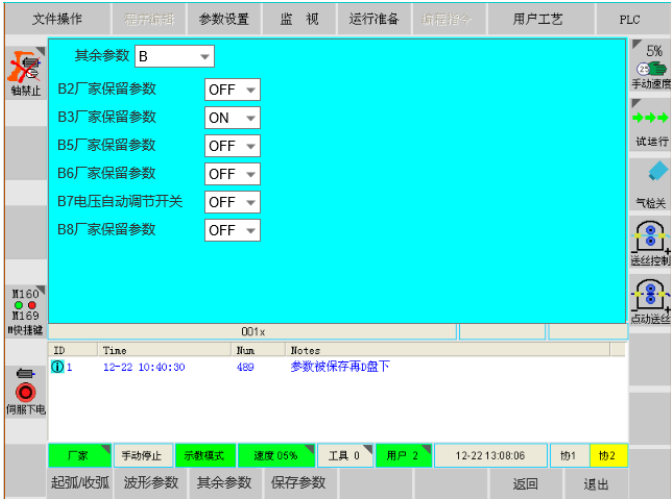 文件操作 程序编辑 参数设置 监 视 运行准备 编程指令 用户工艺 PLC
其余参数 B
5%
手动速度
轴禁止
B2厂家保留参数 OFF
B3厂家保留参数 ON
试运行
B5厂家保留参数 OFF
B6厂家保留参数 OFF
B7电压自动调节开关 OFF
气检关
B8厂家保留参数 OFF
送丝控制
M160
M169
M快捷键
点动送丝
001x
ID Time Num Notes
1 12-22 10:40:30 489 参数被保存再D盘下
伺服下电
厂家 手动停止 示教模式 速度 05% 工具 0 用户 2 12-22 13:08:06 协1 协2
起弧/收弧 波形参数 其余参数 保存参数 返回 退出